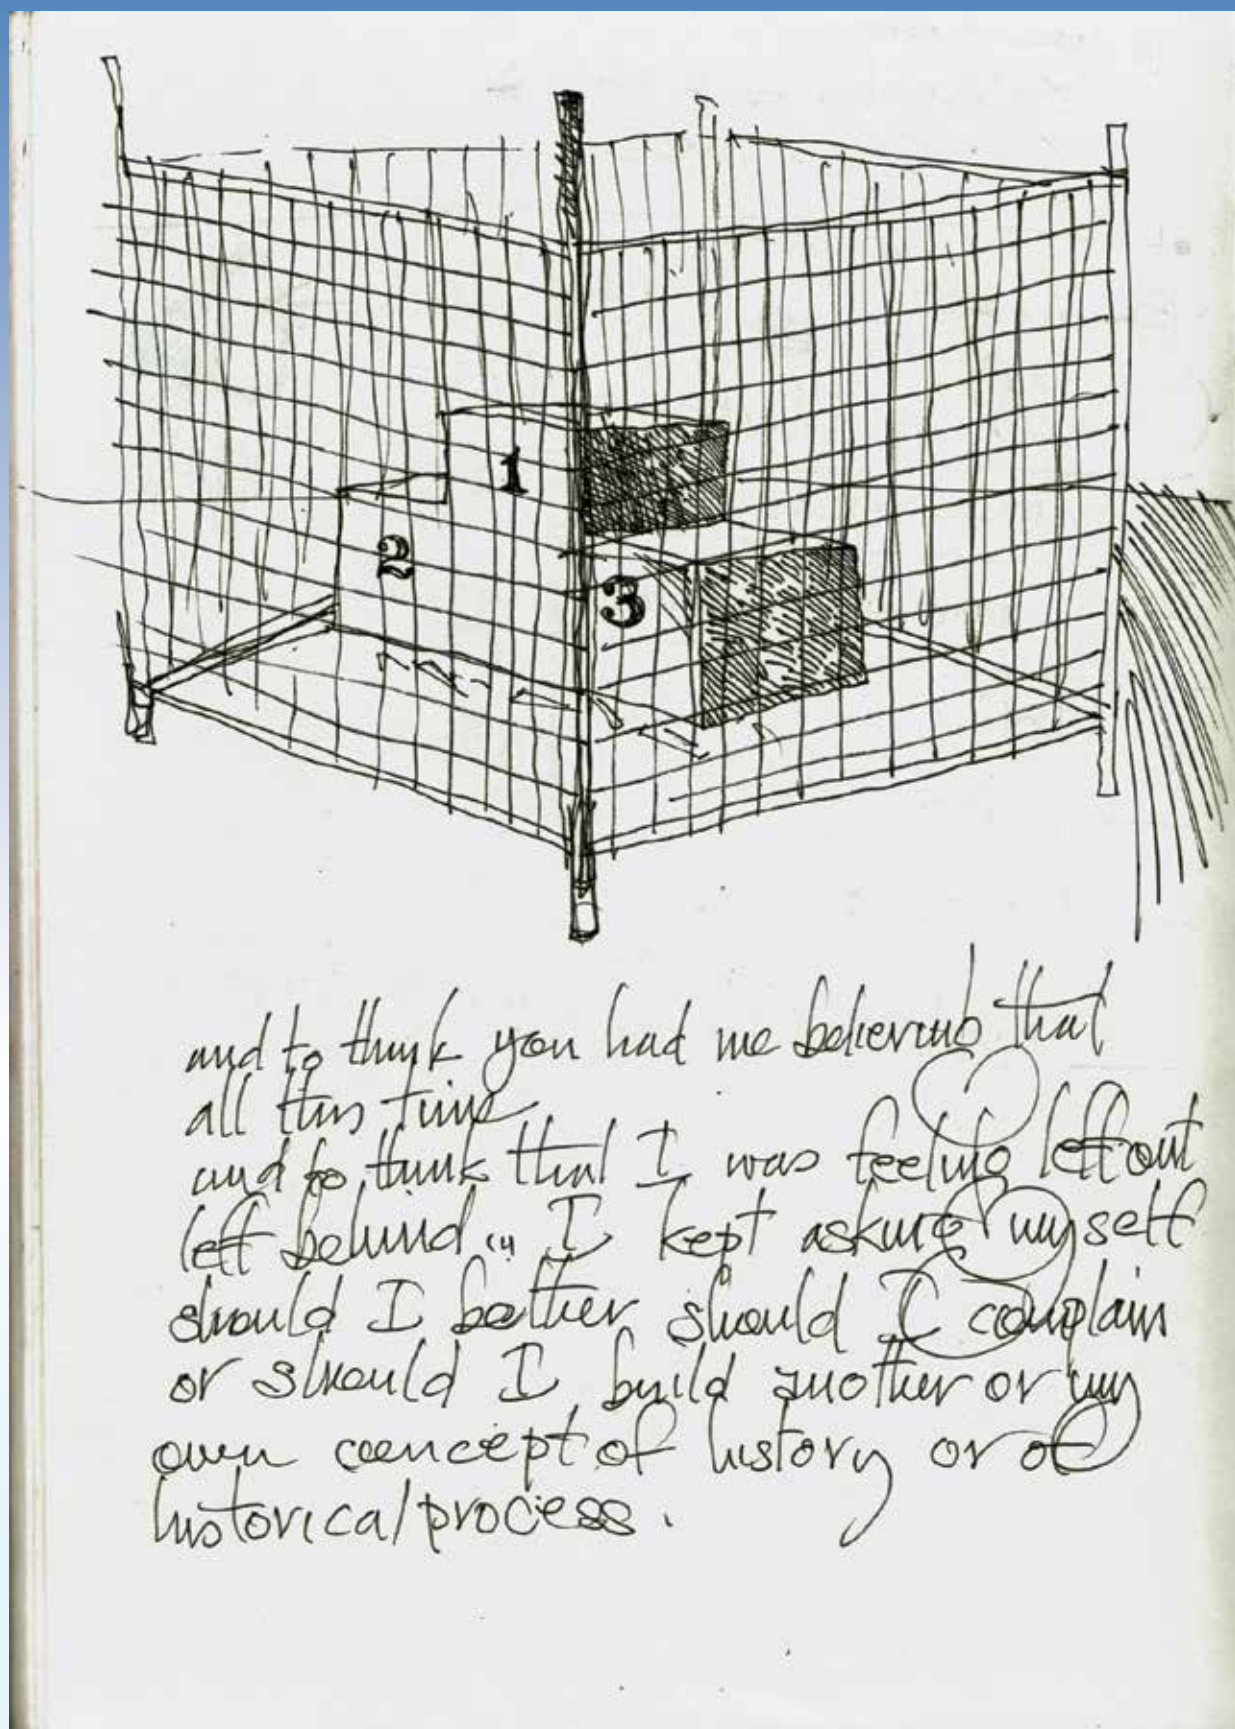 1
2
3
and to think you had me believing that
all this time
and to think that I was feeling left out
left behind... I kept asking myself
should I bother should I complain
or should I build another or my
own concept of history or of
historical process.